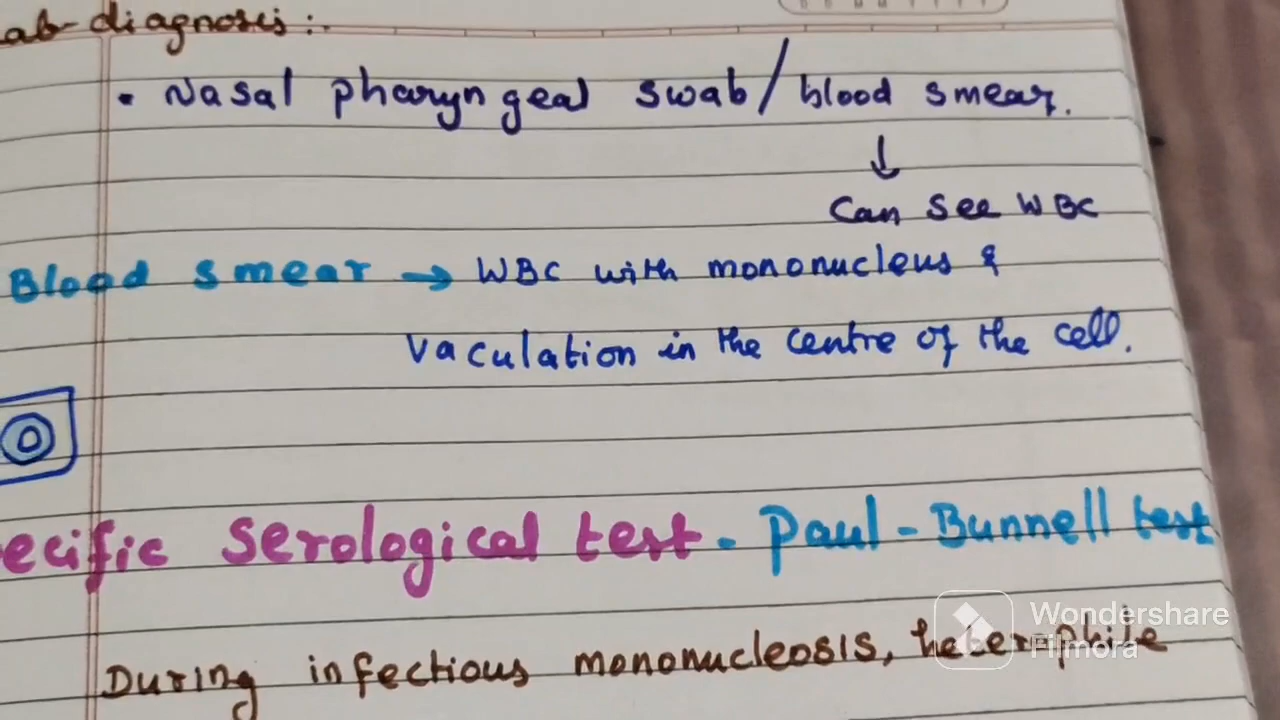 ab-diagnosis:-
• Nasal pharyngeal swab/blood smear.
↓
Can see WBC
Blood smear → WBC with mononucleus &
vaculation in the centre of the cell.
ecific serological test - Paul-Bunnell test
During infectious mononucleosis, heterophile
Wondershare
Filmora